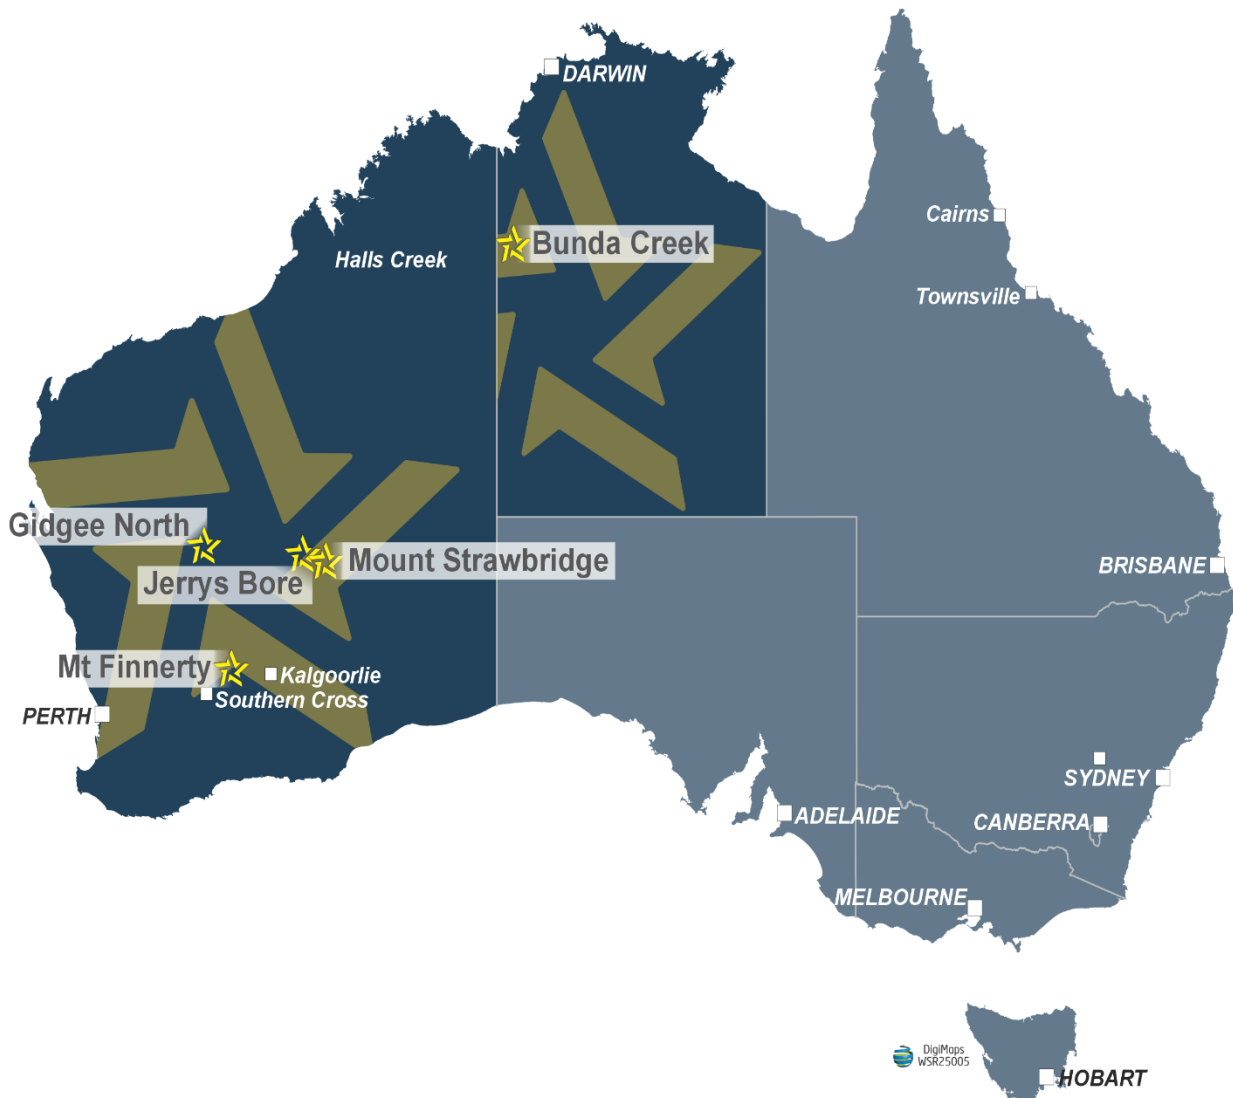 DARWIN
Cairns
Bunda Creek
Halls Creek
Townsville
Gidgee North
Mount Strawbridge
Jerrys Bore
BRISBANE
Mt Finnerty
Kalgoorlie
Southern Cross
PERTH
SYDNEY
ADELAIDE
CANBERRA
MELBOURNE
DigiMaps
WSR25005
HOBART